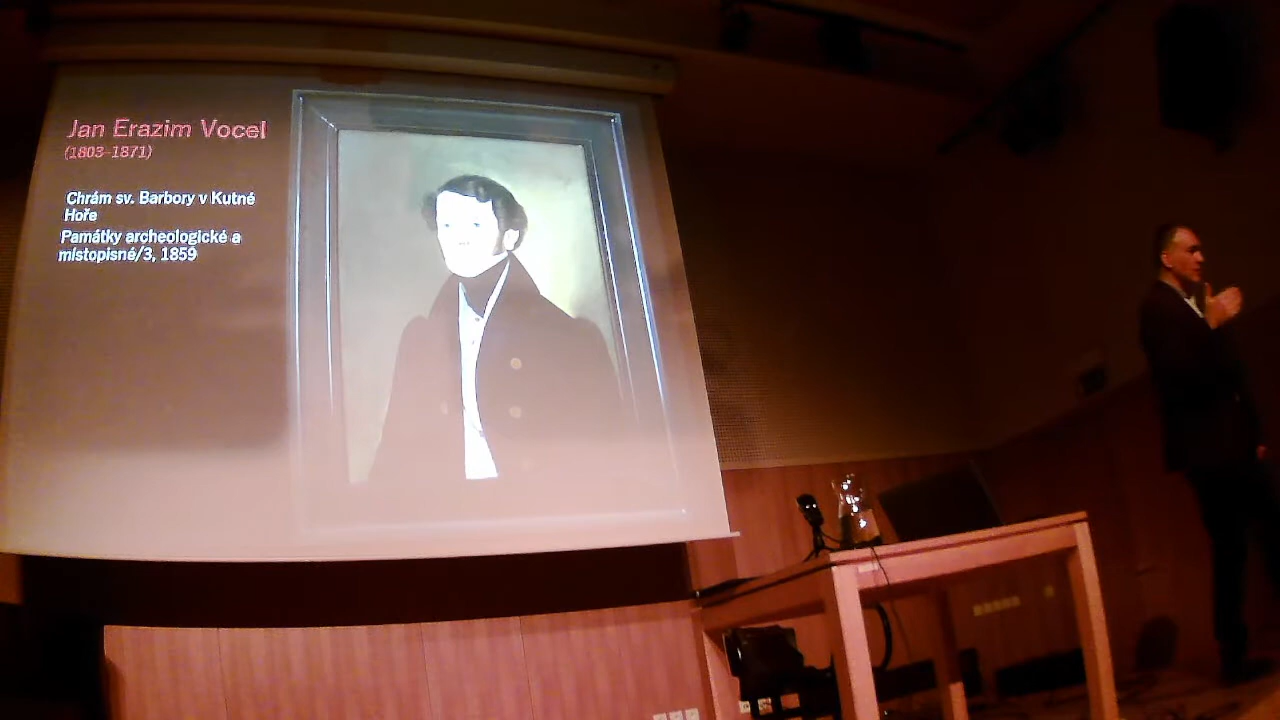 Jan Erazim Vocel
(1803–1871)
Chrám sv. Barbory v Kutné
Hoře
Památky archeologické a
místopisné/3, 1859